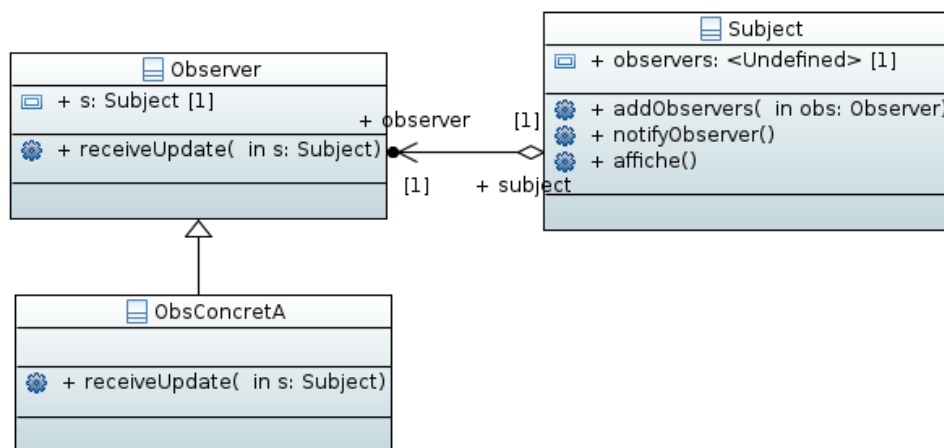 Observer
+ s: Subject [1]
+ receiveUpdate( in s: Subject)
+ observer [1]
[1] + subject
Subject
+ observers: <Undefined> [1]
+ addObservers( in obs: Observer)
+ notifyObserver()
+ affiche()
ObsConcretA
+ receiveUpdate( in s: Subject)